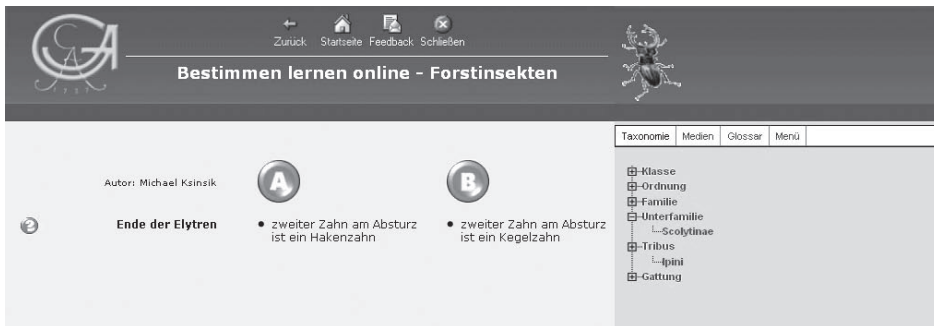 Zurück Startseite Feedback Schließen
Bestimmen lernen online - Forstinsekten
Taxonomie Medien Glossar Menü
Autor: Michael Ksinsik
A
B
Ende der Elytren
zweiter Zahn am Absturz
ist ein Hakenzahn
zweiter Zahn am Absturz
ist ein Kegelzahn
Klasse
Ordnung
Familie
Unterfamilie
Scolytinae
Tribus
Ipini
Gattung